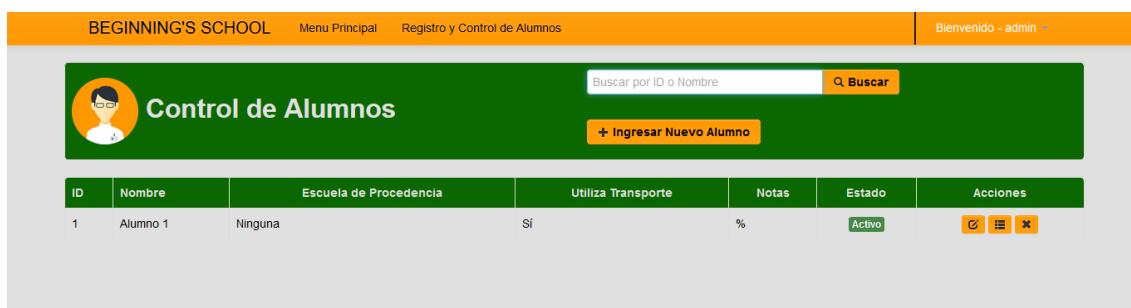 BEGINNING'S SCHOOL Menu Principal Registro y Control de Alumnos Bienvenido - admin
Buscar por ID o Nombre Buscar
Control de Alumnos
Ingresar Nuevo Alumno
ID Nombre Escuela de Procedencia Utiliza Transporte Notas Estado Acciones
1 Alumno 1 Ninguna Sí % Activo